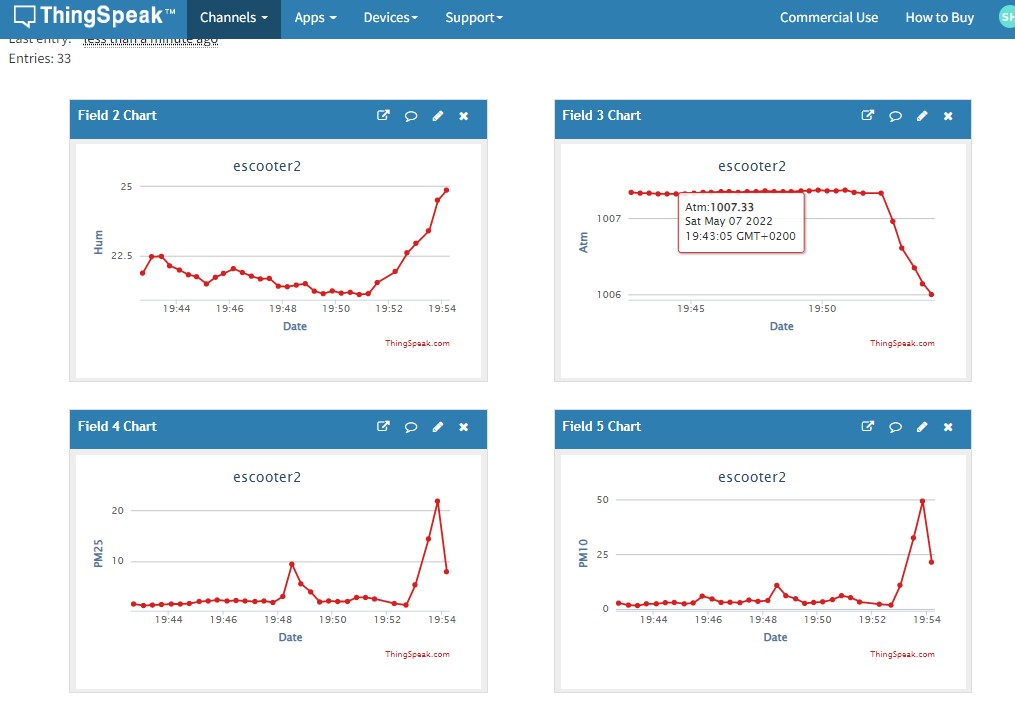 ThingSpeak™ Channels Apps Devices Support Commercial Use How to Buy SH
Last entry: less than a minute ago
Entries: 33
Field 2 Chart
escooter2
25
22.5
Hum
19:44 19:46 19:48 19:50 19:52 19:54
Date
ThingSpeak.com
Field 3 Chart
escooter2
1007
1006
Atm
Atm:1007.33
Sat May 07 2022
19:43:05 GMT+0200
19:45 19:50
Date
ThingSpeak.com
Field 4 Chart
escooter2
20
10
PM25
19:44 19:46 19:48 19:50 19:52 19:54
Date
ThingSpeak.com
Field 5 Chart
escooter2
50
25
0
PM10
19:44 19:46 19:48 19:50 19:52 19:54
Date
ThingSpeak.com